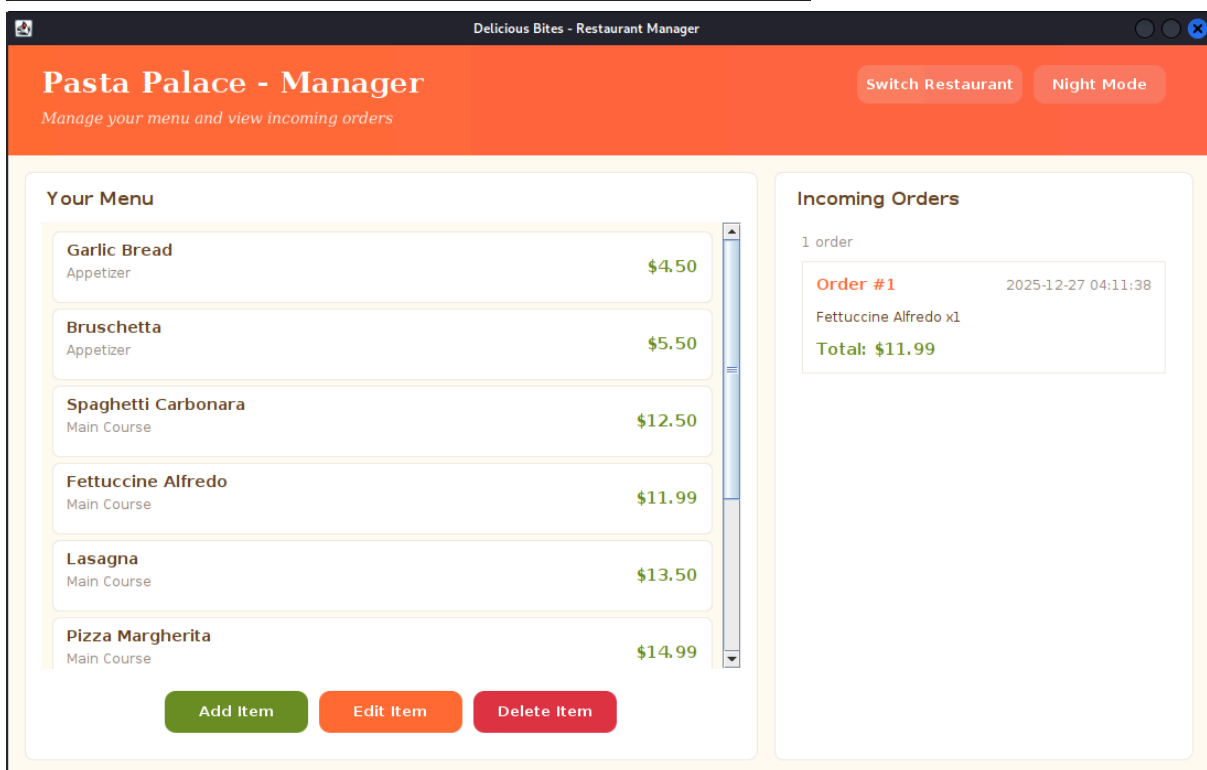 Delicious Bites - Restaurant Manager
Pasta Palace - Manager
Manage your menu and view incoming orders
Switch Restaurant
Night Mode
Your Menu
Garlic Bread
Appetizer
$4.50
Bruschetta
Appetizer
$5.50
Spaghetti Carbonara
Main Course
$12.50
Fettuccine Alfredo
Main Course
$11.99
Lasagna
Main Course
$13.50
Pizza Margherita
Main Course
$14.99
Add Item
Edit Item
Delete Item
Incoming Orders
1 order
Order #1
2025-12-27 04:11:38
Fettuccine Alfredo x1
Total: $11.99